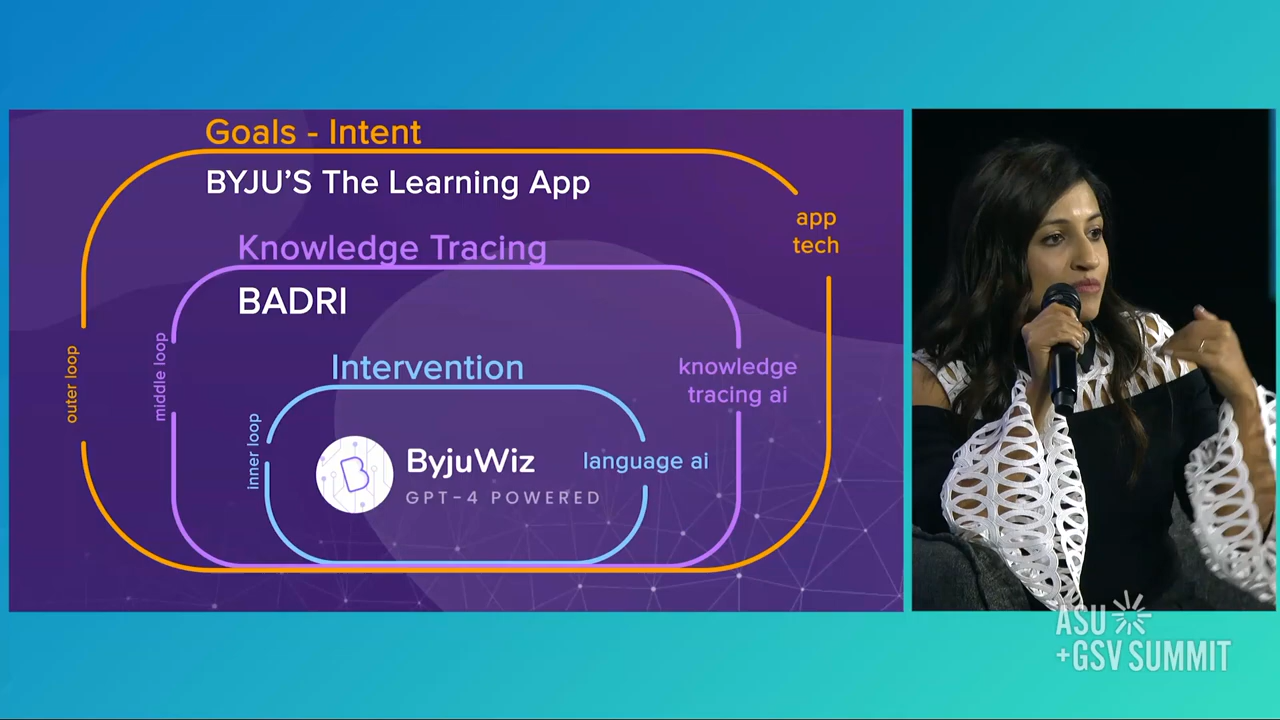 Goals - Intent
BYJU'S The Learning App
app
tech
Knowledge Tracing
BADRI
outer loop
middle loop
Intervention
knowledge
tracing ai
inner loop
ByjuWiz
language ai
GPT-4 POWERED
ASU
+GSV SUMMIT